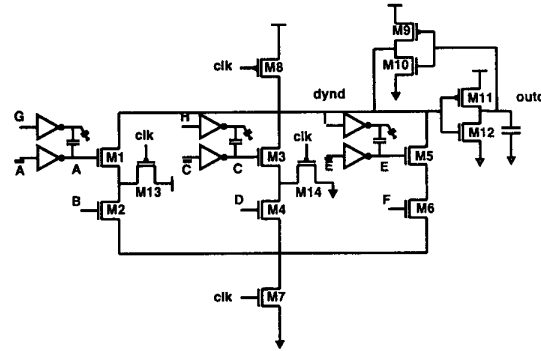 M9
clk
M8
M10
G
H
dynd
M11
outd
clk
clk
M12
A
A
M1
C
C
M3
E
E
M5
M13
M14
B
M2
D
M4
F
M6
clk
M7